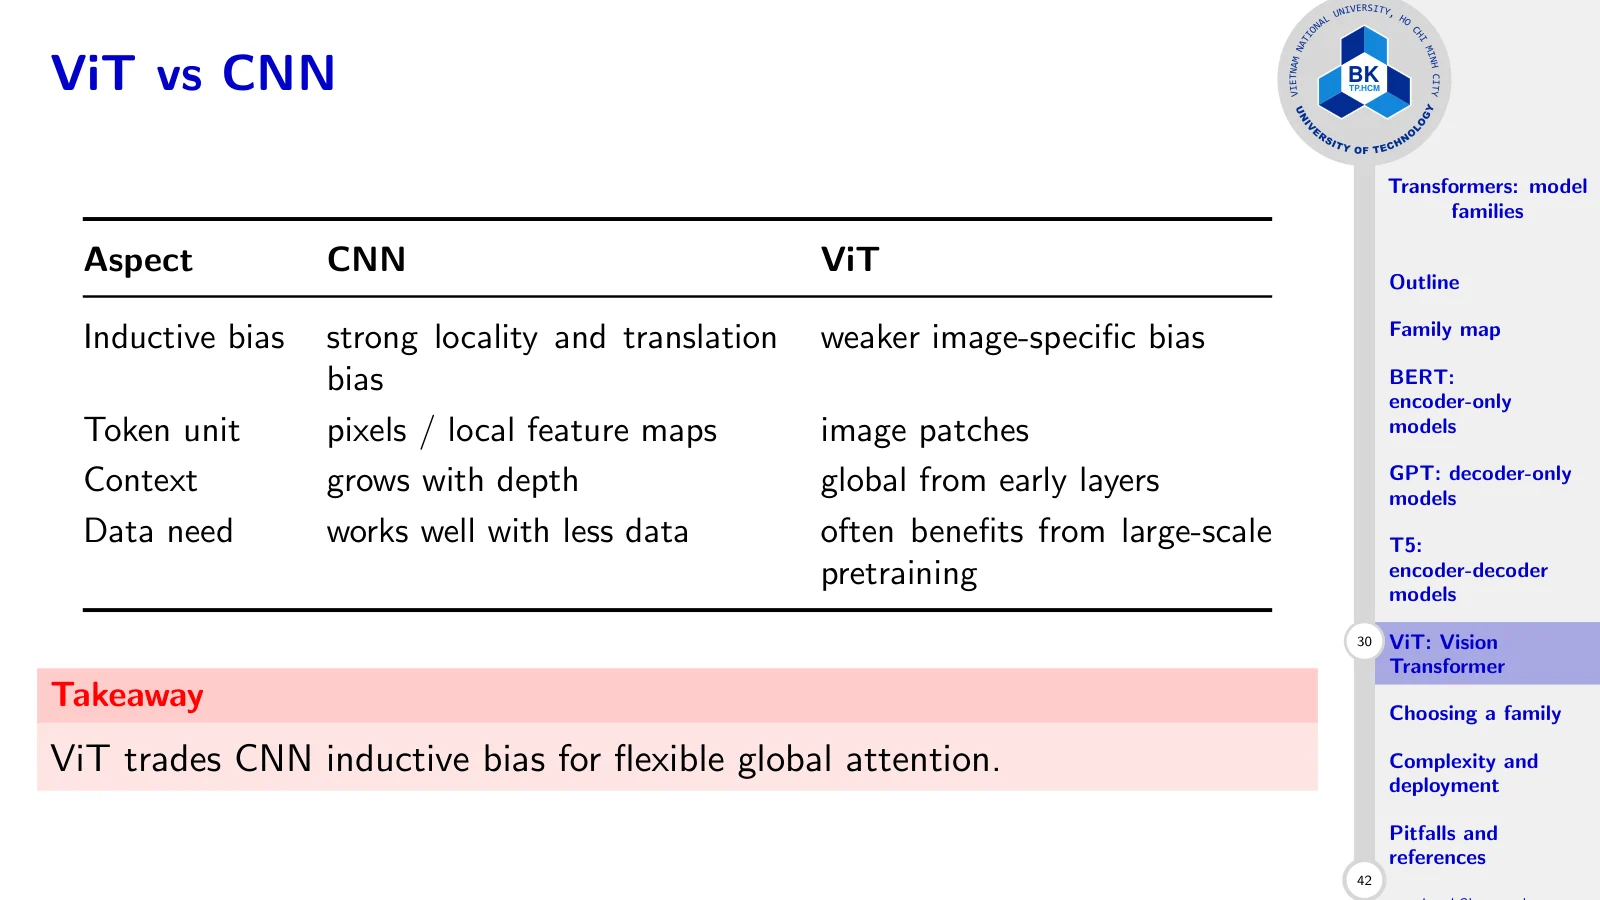 ViT vs CNN
Aspect CNN ViT
Inductive bias strong locality and translation weaker image-specific bias
bias
Token unit pixels / local feature maps image patches
Context grows with depth global from early layers
Data need works well with less data often benefits from large-scale
pretraining
Takeaway
ViT trades CNN inductive bias for flexible global attention.
VIETNAM NATIONAL UNIVERSITY, HO CHI MINH CITY
BK
TP.HCM
UNIVERSITY OF TECHNOLOGY
Transformers: model
families
Outline
Family map
BERT:
encoder-only
models
GPT: decoder-only
models
T5:
encoder-decoder
models
30
ViT: Vision
Transformer
Choosing a family
Complexity and
deployment
Pitfalls and
references
42